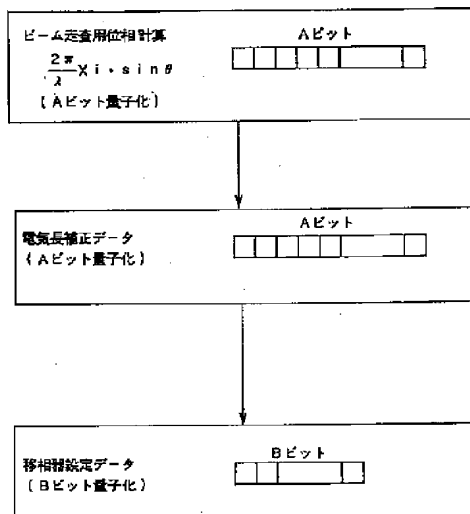 ビーム走査用位相計算
Aビット
2π/λ Xi・sinθ
(Aビット量子化)
Aビット
電気長補正データ
(Aビット量子化)
Bビット
移相器設定データ
(Bビット量子化)